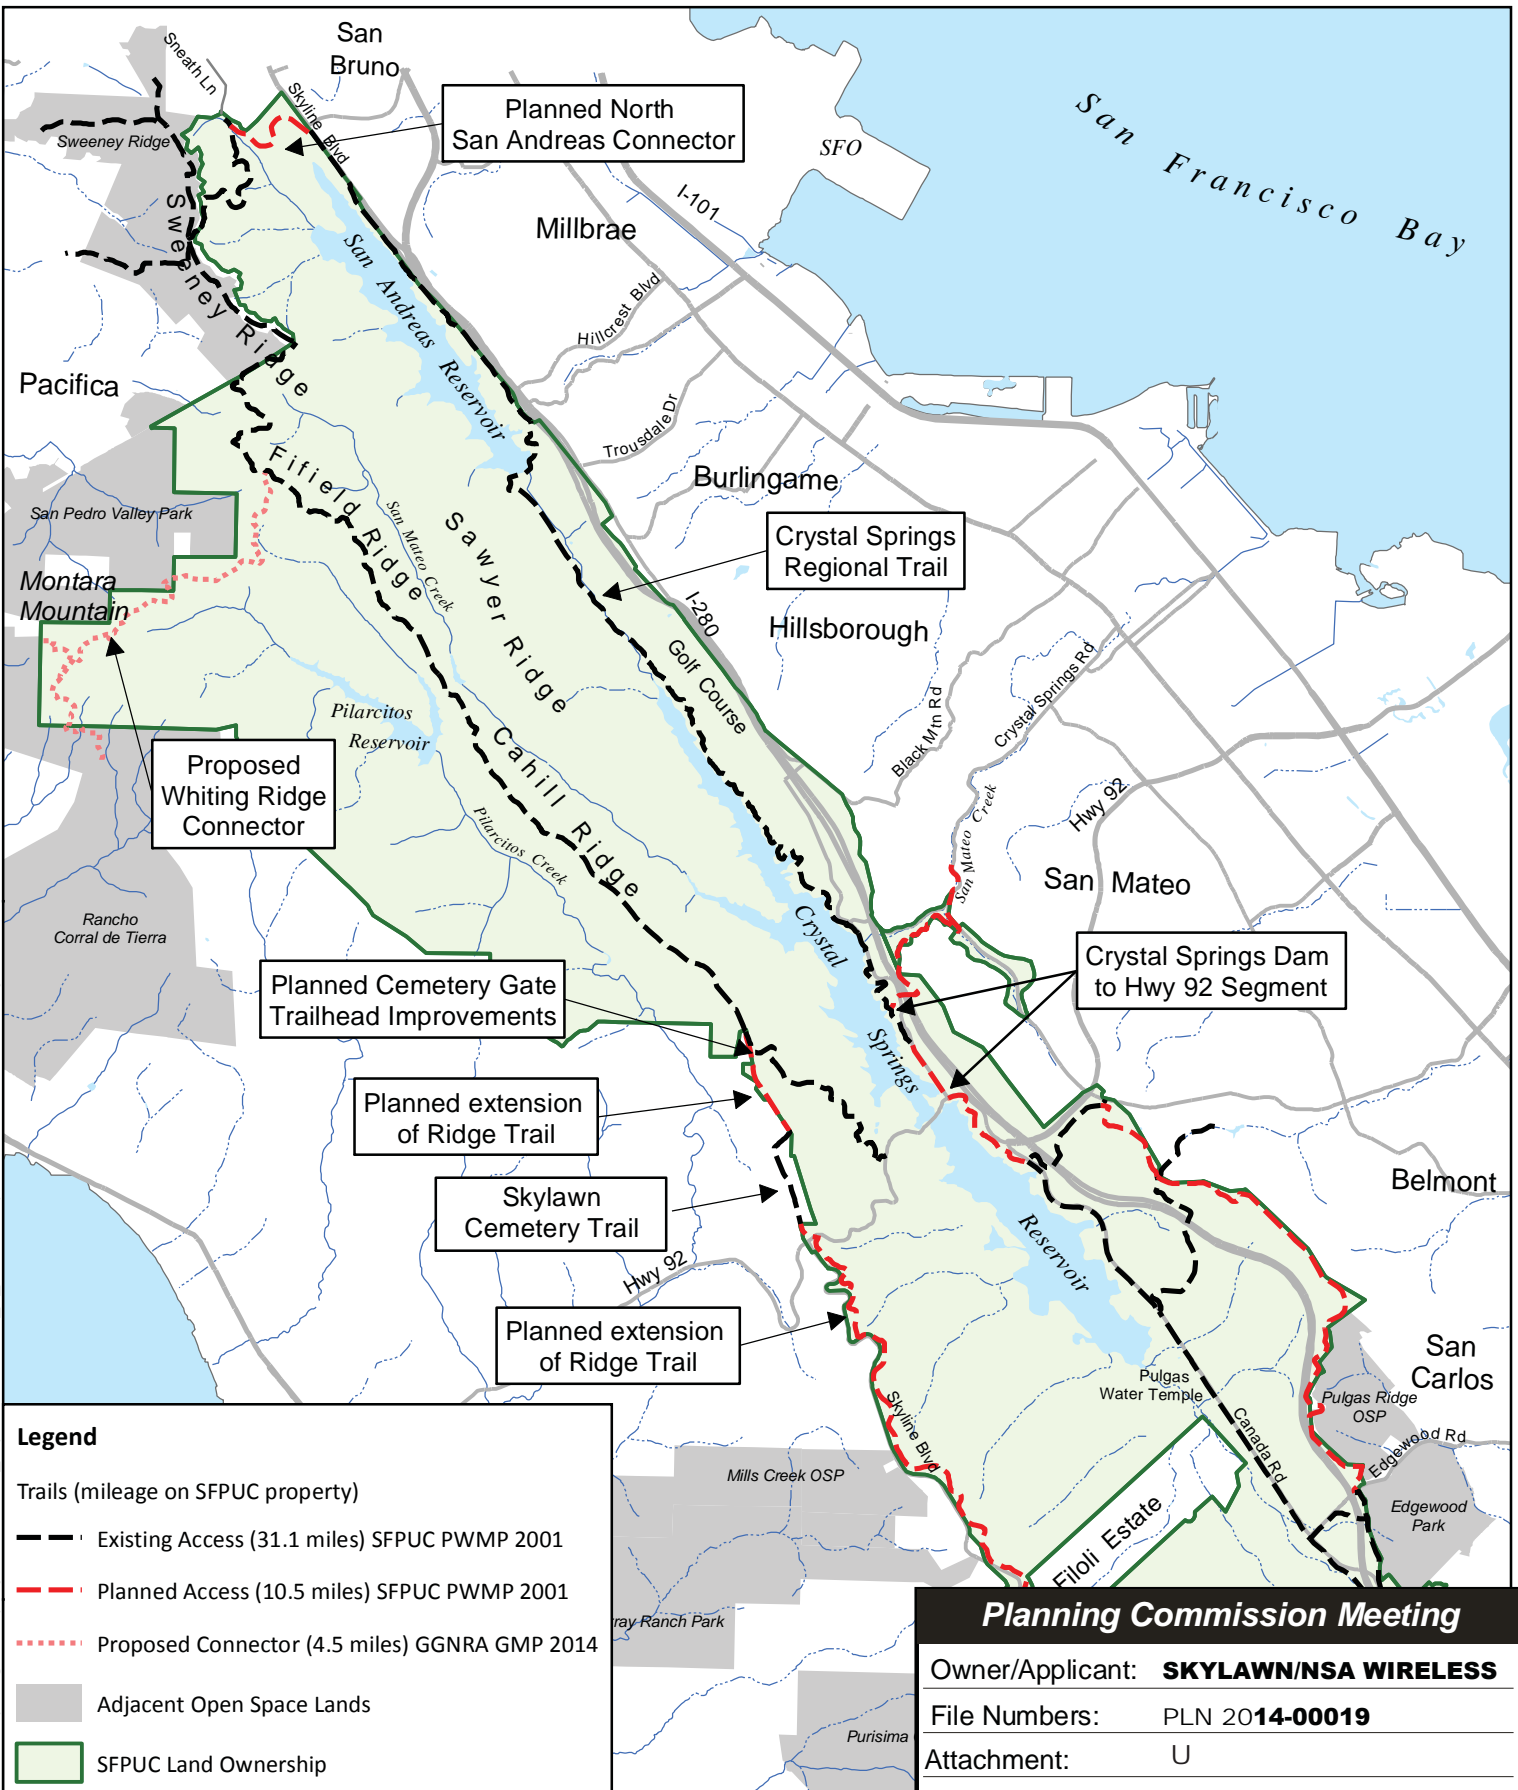 San
Bruno
Sneath Ln
Skyline Blvd
Planned North
San Andreas Connector
SFO
San Francisco Bay
Sweeney Ridge
Sweeney Ridge
I-101
Millbrae
San Andreas Reservoir
Hillcrest Blvd
Pacifica
Trousdale Dr
Burlingame
Fifield Ridge
San Mateo Creek
Sawyer Ridge
San Pedro Valley Park
Crystal Springs
Regional Trail
Montara
Mountain
I-280
Hillsborough
Golf Course
Black Mtn Rd
Crystal Springs Rd
Pilarcitos
Reservoir
Cahill Ridge
Proposed
Whiting Ridge
Connector
Pilarcitos Creek
San Mateo Creek
Hwy 92
San Mateo
Rancho
Corral de Tierra
Crystal
Springs
Reservoir
Crystal Springs Dam
to Hwy 92 Segment
Planned Cemetery Gate
Trailhead Improvements
Planned extension
of Ridge Trail
Skylawn
Cemetery Trail
Belmont
Hwy 92
Planned extension
of Ridge Trail
San
Carlos
Pulgas
Water Temple
Pulgas Ridge
OSP
Skyline Blvd
Canada Rd
Edgewood Rd
Mills Creek OSP
Edgewood
Park
Filoli Estate
rray Ranch Park
Purisima
Legend
Trails (mileage on SFPUC property)
Existing Access (31.1 miles) SFPUC PWMP 2001
Planned Access (10.5 miles) SFPUC PWMP 2001
Proposed Connector (4.5 miles) GGNRA GMP 2014
Adjacent Open Space Lands
SFPUC Land Ownership
Planning Commission Meeting
Owner/Applicant: SKYLAWN/NSA WIRELESS
File Numbers: PLN 2014-00019
Attachment: U